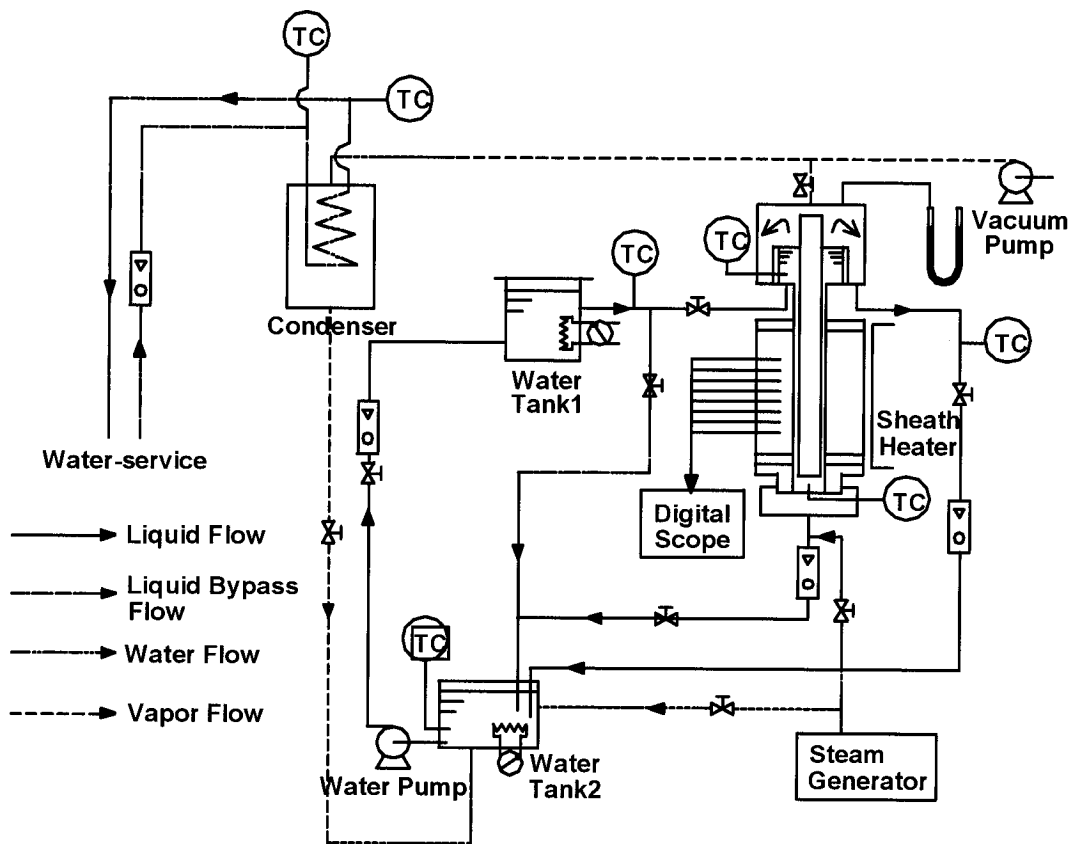 TC
TC
Vacuum
Pump
TC
TC
Condenser
TC
Water
Tank1
Sheath
Heater
Water-service
TC
Digital
Scope
Liquid Flow
Liquid Bypass
Flow
TC
Water Flow
Vapor Flow
Water Pump
Water
Tank2
Steam
Generator